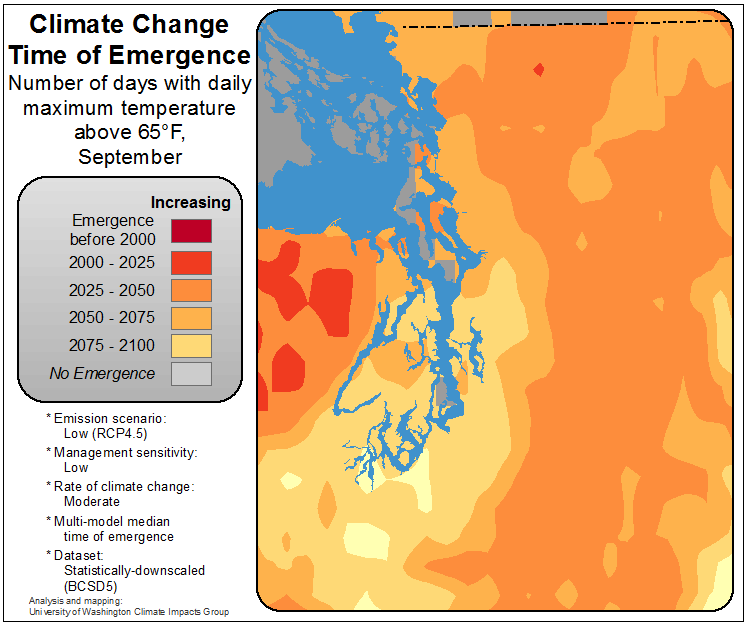 Climate Change
Time of Emergence
Number of days with daily
maximum temperature
above 65°F,
September
Increasing
Emergence
before 2000
2000 - 2025
2025 - 2050
2050 - 2075
2075 - 2100
No Emergence
* Emission scenario:
Low (RCP4.5)
* Management sensitivity:
Low
* Rate of climate change:
Moderate
* Multi-model median
time of emergence
* Dataset:
Statistically-downscaled
(BCSD5)
Analysis and mapping:
University of Washington Climate Impacts Group